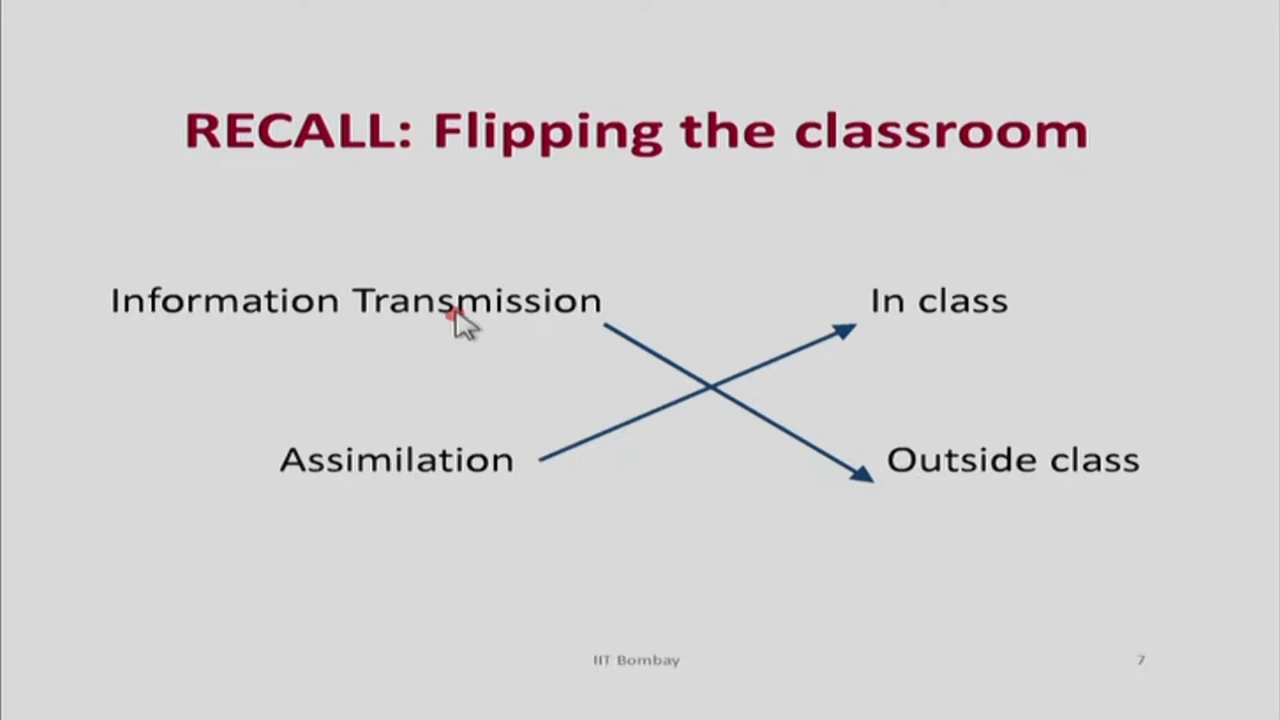 RECALL: Flipping the classroom
Information Transmission
In class
Assimilation
Outside class
IIT Bombay
7